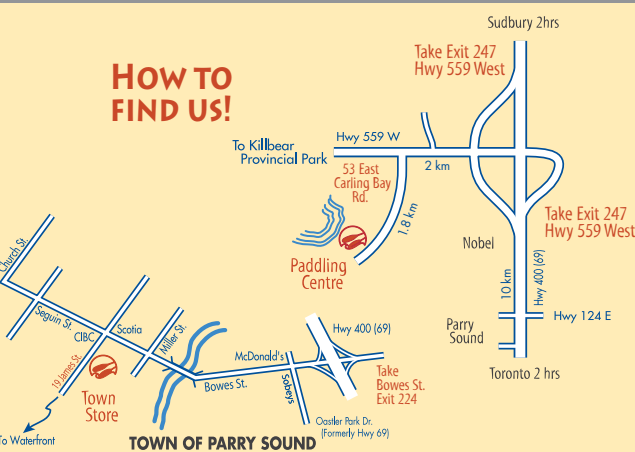 Sudbury 2hrs
Take Exit 247
Hwy 559 West
HOW TO
FIND US!
Hwy 559 W
To Killbear
Provincial Park
2 km
53 East
Carling Bay
Rd.
1.8 km
Take Exit 247
Hwy 559 West
Nobel
Paddling
Centre
10 km
Hwy 400 (69)
Hwy 124 E
Parry
Sound
Toronto 2 hrs
Church St.
Seguin St.
CIBC
Scotia
Miller St.
19 James St.
Town
Store
To Waterfront
Bowes St.
McDonald's
Sobeys
Hwy 400 (69)
Take
Bowes St.
Exit 224
Oastler Park Dr.
(Formerly Hwy 69)
TOWN OF PARRY SOUND